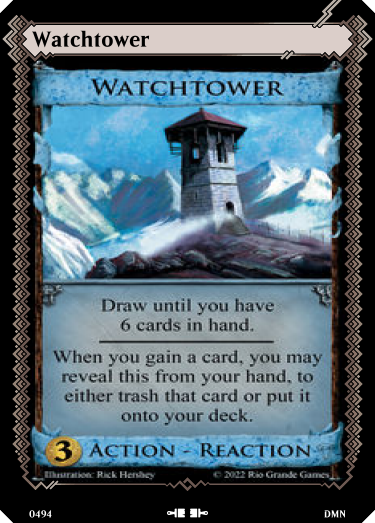 Watchtower
WATCHTOWER
Draw until you have
6 cards in hand.
When you gain a card, you may
reveal this from your hand, to
either trash that card or put it
onto your deck.
3 ACTION - REACTION
Illustration: Rick Hershey © 2022 Rio Grande Games
0494 DMN